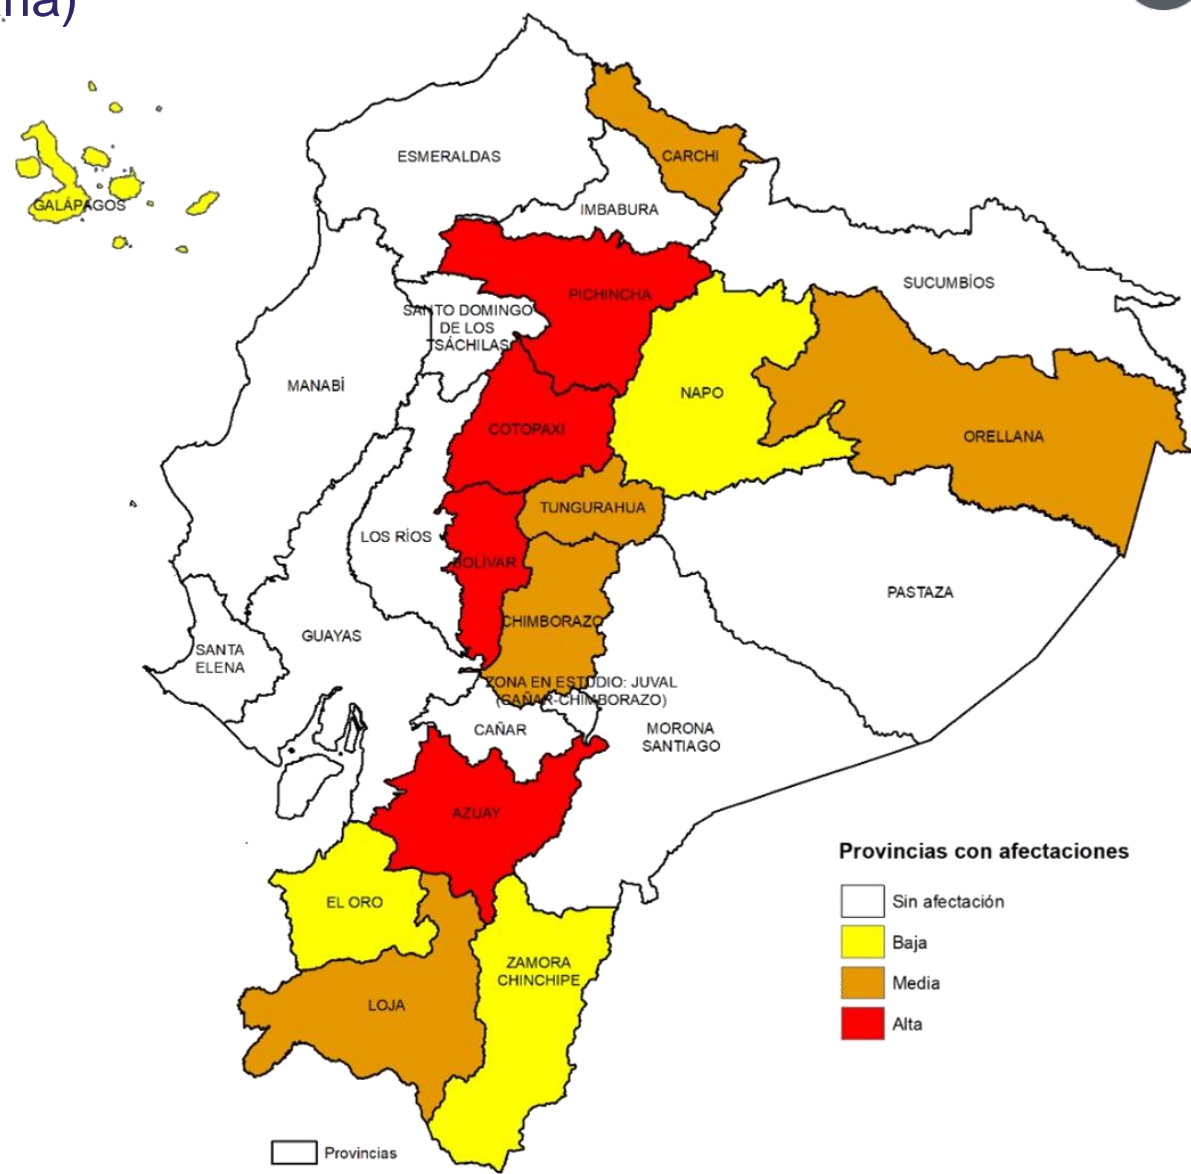 na)
ESMERALDAS
CARCHI
GALÁPAGOS
IMBABURA
SUCUMBÍOS
PICHINCHA
SANTO DOMINGO
DE LOS
TSÁCHILAS
MANABÍ
NAPO
COTOPAXI
ORELLANA
TUNGURAHUA
LOS RÍOS
BOLÍVAR
PASTAZA
CHIMBORAZO
GUAYAS
SANTA
ELENA
ZONA EN ESTUDIO: JUVAL
(CAÑAR-CHIMBORAZO)
CAÑAR
MORONA
SANTIAGO
AZUAY
EL ORO
ZAMORA
CHINCHIPE
LOJA
Provincias con afectaciones
Sin afectación
Baja
Media
Alta
Provincias